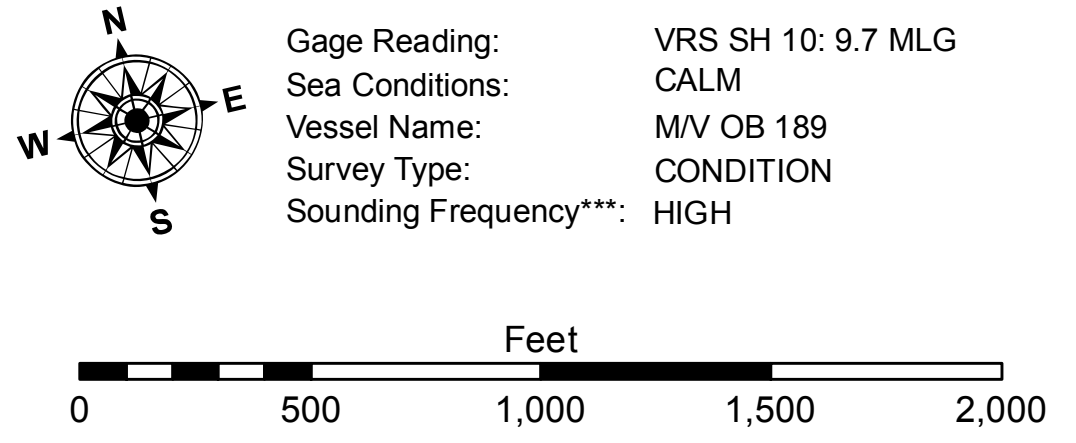 N
E
W
S
Gage Reading: VRS SH 10: 9.7 MLG
Sea Conditions: CALM
Vessel Name: M/V OB 189
Survey Type: CONDITION
Sounding Frequency***: HIGH
Feet
0 500 1,000 1,500 2,000